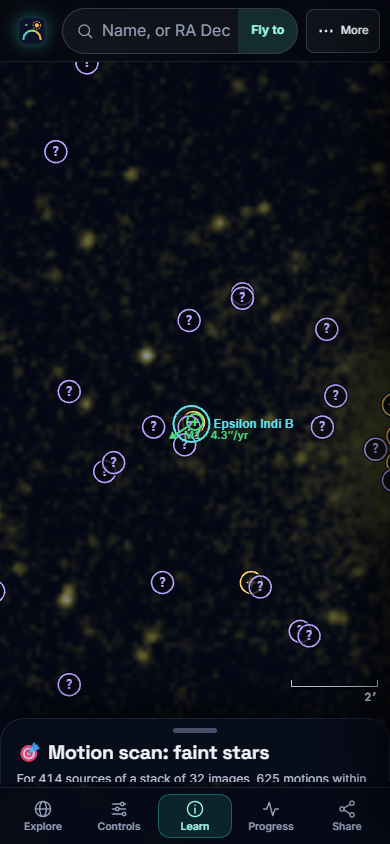 Name, or RA Dec
Fly to
··· More
?
?
?
?
?
?
?
?
?
?
Epsilon Indi B
4.3″/yr
?
?
?
?
?
?
?
?
?
?
2′
🎯 Motion scan: faint stars
For 414 sources of a stack of 32 images, 625 motions within
Explore
Controls
Learn
Progress
Share